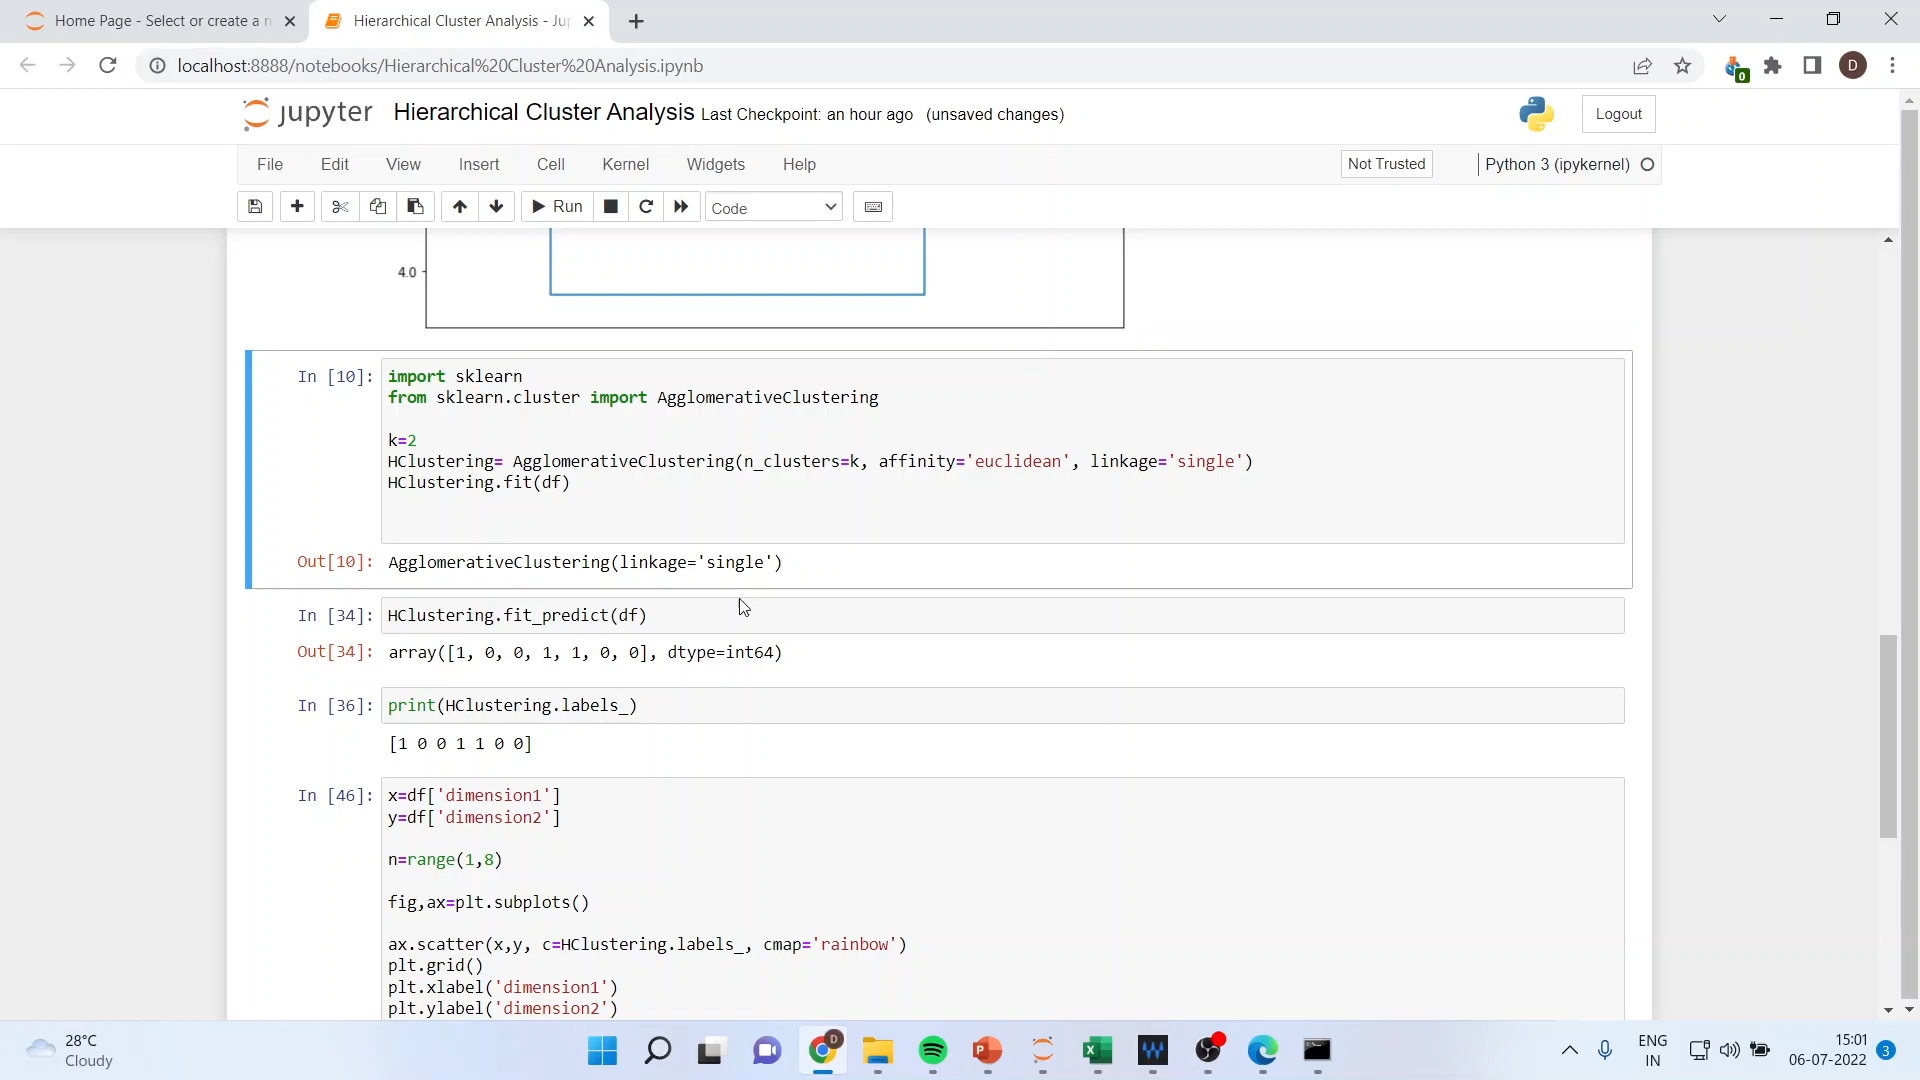 Home Page - Select or create a n
Hierarchical Cluster Analysis - Jup
localhost:8888/notebooks/Hierarchical%20Cluster%20Analysis.ipynb
0
D
jupyter Hierarchical Cluster Analysis Last Checkpoint: an hour ago (unsaved changes)
Logout
File Edit View Insert Cell Kernel Widgets Help
Not Trusted
Python 3 (ipykernel)
Run
Code
4.0
In [10]: import sklearn
from sklearn.cluster import AgglomerativeClustering
k=2
HClustering= AgglomerativeClustering(n_clusters=k, affinity='euclidean', linkage='single')
HClustering.fit(df)
Out[10]: AgglomerativeClustering(linkage='single')
In [34]: HClustering.fit_predict(df)
Out[34]: array([1, 0, 0, 1, 1, 0, 0], dtype=int64)
In [36]: print(HClustering.labels_)
[1 0 0 1 1 0 0]
In [46]: x=df['dimension1']
y=df['dimension2']
n=range(1,8)
fig,ax=plt.subplots()
ax.scatter(x,y, c=HClustering.labels_, cmap='rainbow')
plt.grid()
plt.xlabel('dimension1')
plt.ylabel('dimension2')
28°C
Cloudy
D
P
X
W
ENG
IN
15:01
06-07-2022
3